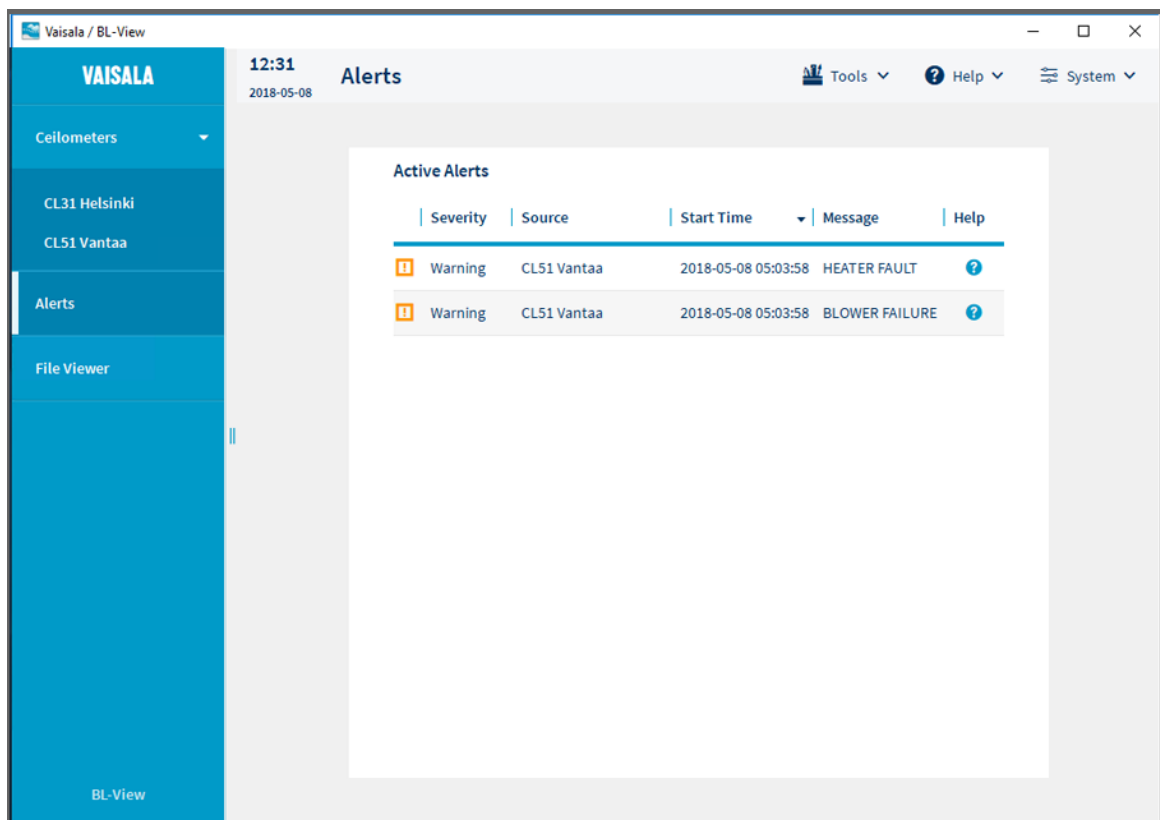 Vaisala / BL-View
VAISALA
12:31
2018-05-08
Alerts
Tools
Help
System
Ceilometers
CL31 Helsinki
CL51 Vantaa
Alerts
File Viewer
Active Alerts
Severity Source Start Time Message Help
Warning CL51 Vantaa 2018-05-08 05:03:58 HEATER FAULT
Warning CL51 Vantaa 2018-05-08 05:03:58 BLOWER FAILURE
BL-View